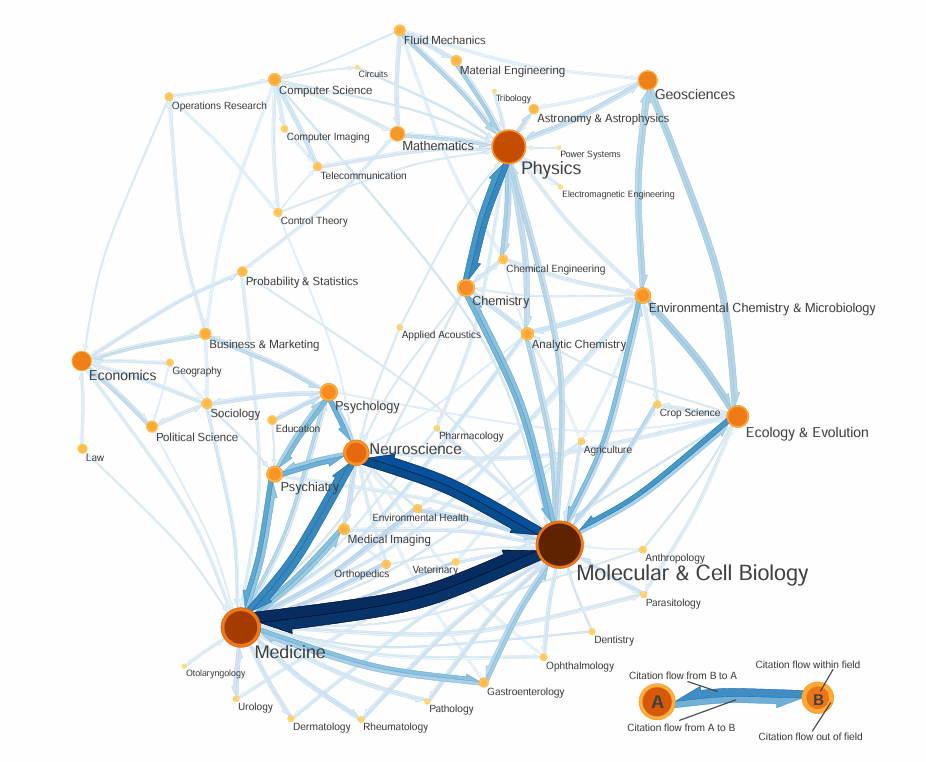 Fluid Mechanics
Material Engineering
Circuits
Computer Science
Geosciences
Tribology
Operations Research
Astronomy & Astrophysics
Computer Imaging
Mathematics
Power Systems
Physics
Telecommunication
Electromagnetic Engineering
Control Theory
Chemical Engineering
Probability & Statistics
Chemistry
Environmental Chemistry & Microbiology
Applied Acoustics
Business & Marketing
Analytic Chemistry
Geography
Economics
Psychology
Sociology
Crop Science
Education
Ecology & Evolution
Political Science
Pharmacology
Neuroscience
Agriculture
Law
Psychiatry
Environmental Health
Medical Imaging
Anthropology
Orthopedics
Veterinary
Molecular & Cell Biology
Parasitology
Dentistry
Medicine
Ophthalmology
Otolaryngology
Gastroenterology
Urology
Pathology
Dermatology
Rheumatology
Citation flow within field
Citation flow from B to A
A
B
Citation flow from A to B
Citation flow out of field